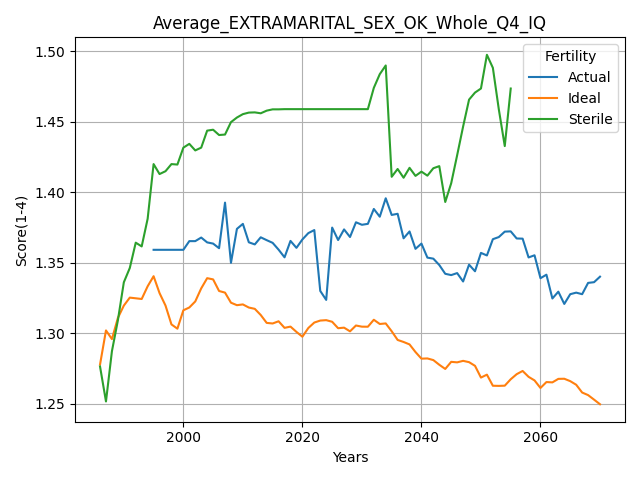 Average_EXTRAMARITAL_SEX_OK_Whole_Q4_IQ
Fertility
Actual
Ideal
Sterile
Score(1-4)
1.50
1.45
1.40
1.35
1.30
1.25
2000 2020 2040 2060
Years